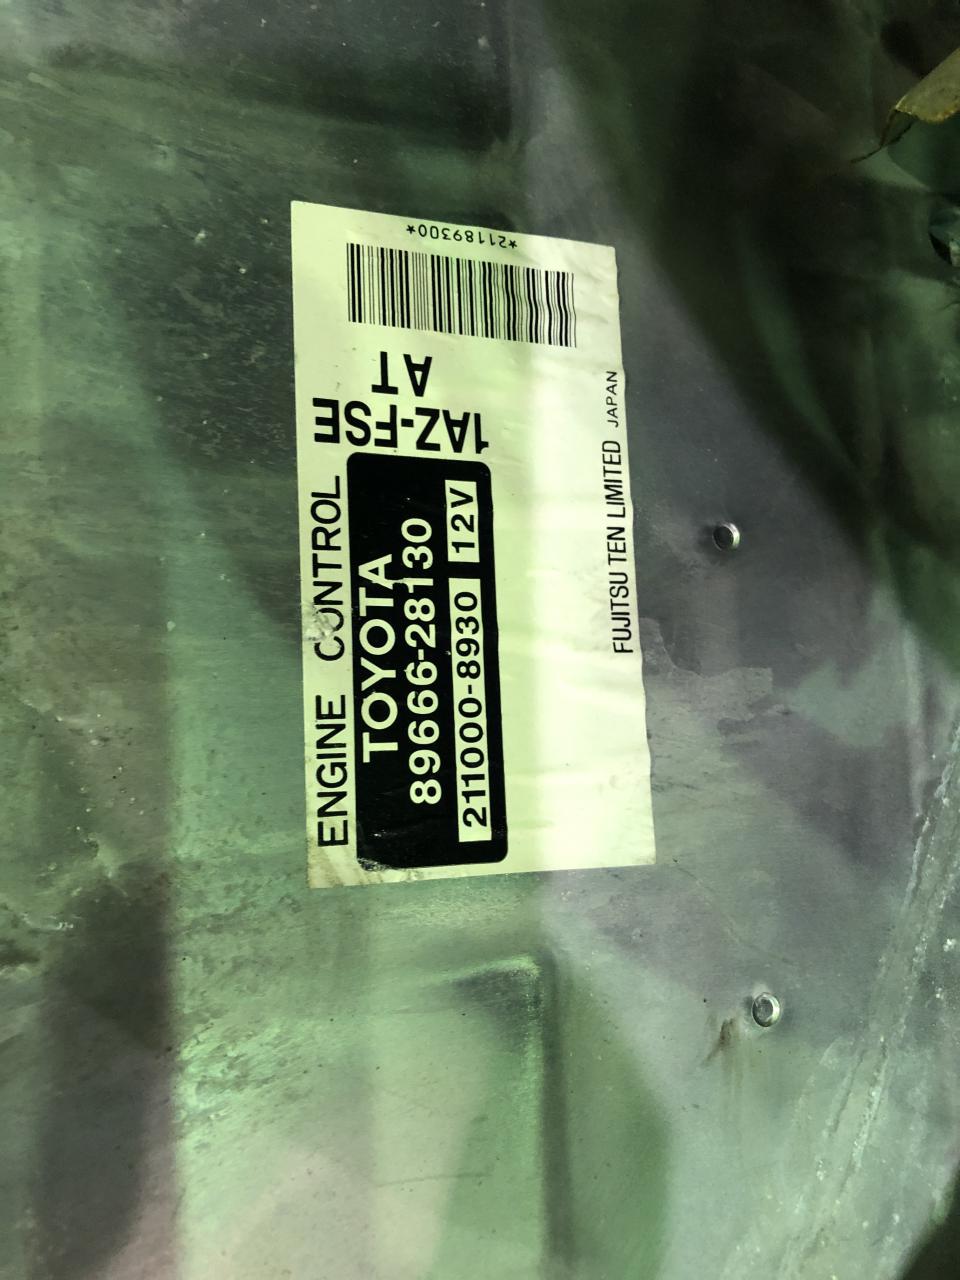 ENGINE CONTROL
TOYOTA
89666-28130
211000-8930 12V
1AZ-FSE
AT
*21189300*
FUJITSU TEN LIMITED JAPAN